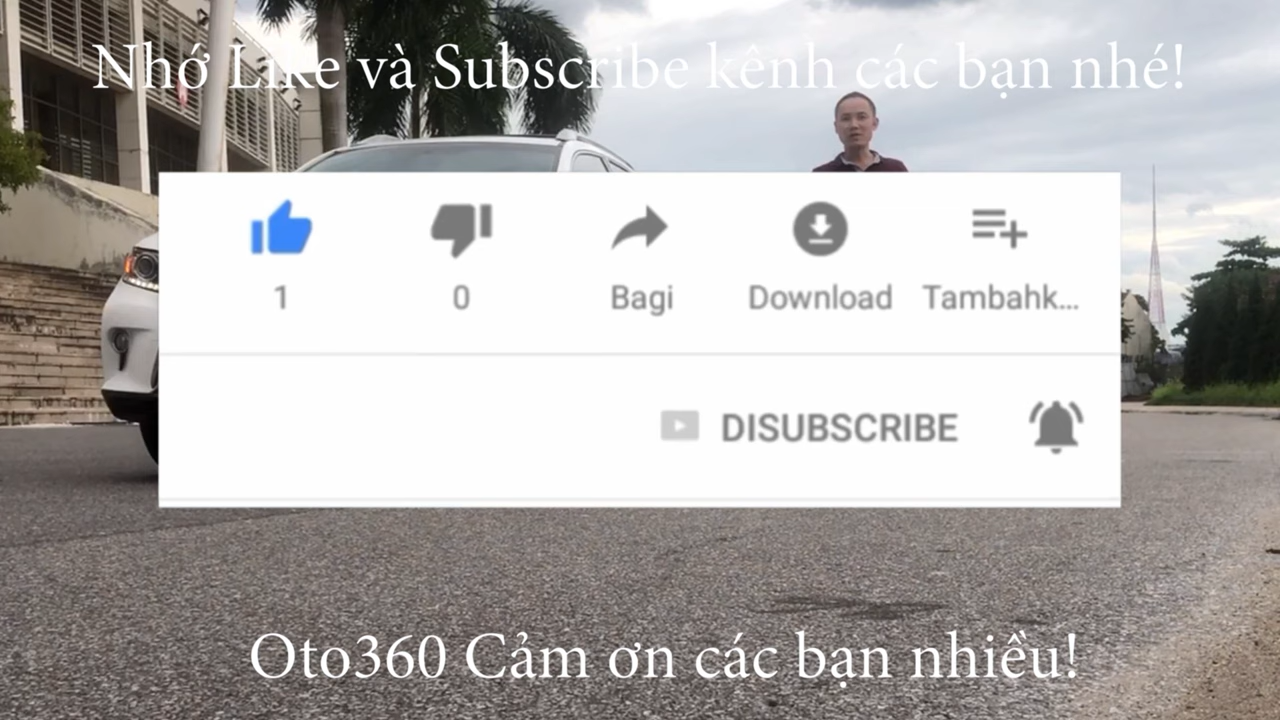 Nhớ Like và Subscribe kênh các bạn nhé!
1 0 Bagi Download Tambahk...
DISUBSCRIBE
Oto360 Cảm ơn các bạn nhiều!